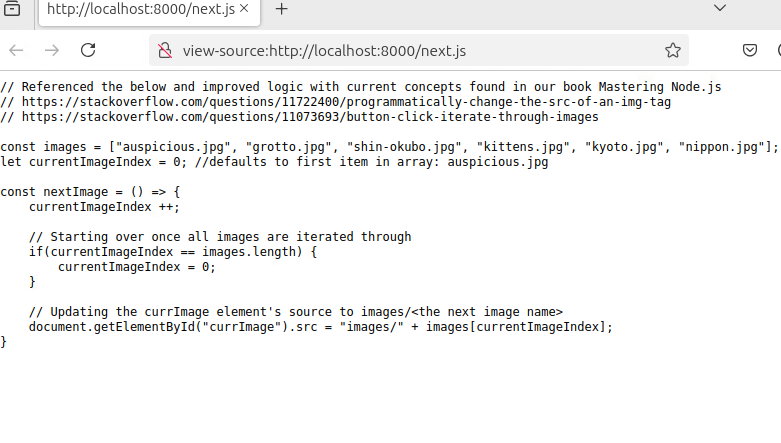 http://localhost:8000/next.js
view-source:http://localhost:8000/next.js
// Referenced the below and improved logic with current concepts found in our book Mastering Node.js
// https://stackoverflow.com/questions/11722400/programmatically-change-the-src-of-an-img-tag
// https://stackoverflow.com/questions/11073693/button-click-iterate-through-images

const images = ["auspicious.jpg", "grotto.jpg", "shin-okubo.jpg", "kittens.jpg", "kyoto.jpg", "nippon.jpg"];
let currentImageIndex = 0; //defaults to first item in array: auspicious.jpg

const nextImage = () => {
    currentImageIndex ++;

    // Starting over once all images are iterated through
    if(currentImageIndex == images.length) {
        currentImageIndex = 0;
    }

    // Updating the currImage element's source to images/<the next image name>
    document.getElementById("currImage").src = "images/" + images[currentImageIndex];
}